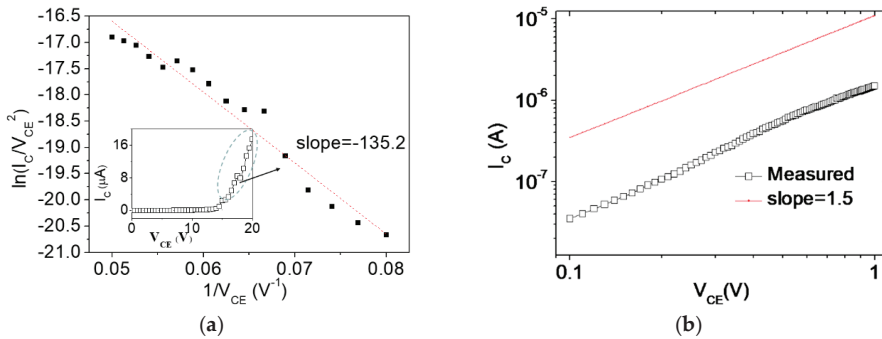 -16.5
-17.0
-17.5
-18.0
-18.5
-19.0
-19.5
-20.0
-20.5
-21.0
ln(I_C/V_CE²)
slope=-135.2
16
8
0
I_C (μA)
0 10 20
V_CE (V)
0.05 0.06 0.07 0.08
1/V_CE (V⁻¹)
(a)
10⁻⁵
10⁻⁶
10⁻⁷
I_C (A)
Measured
slope=1.5
0.1 1
V_CE(V)
(b)